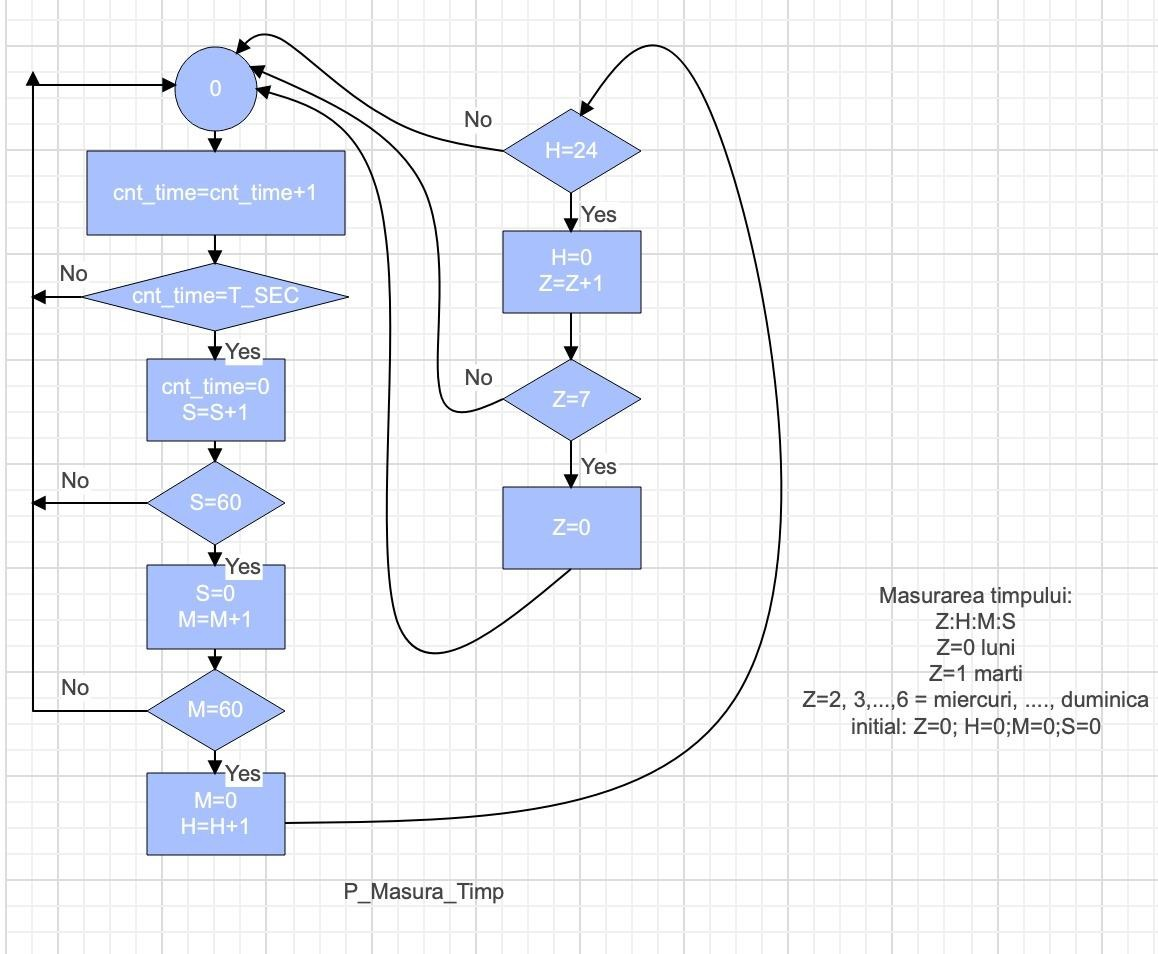 0
cnt_time=cnt_time+1
No
cnt_time=T_SEC
Yes
cnt_time=0
S=S+1
No
S=60
Yes
S=0
M=M+1
No
M=60
Yes
M=0
H=H+1
No
H=24
Yes
H=0
Z=Z+1
No
Z=7
Yes
Z=0
Masurarea timpului:
Z:H:M:S
Z=0 luni
Z=1 marti
Z=2, 3,...,6 = miercuri, ...., duminica
initial: Z=0; H=0;M=0;S=0
P_Masura_Timp